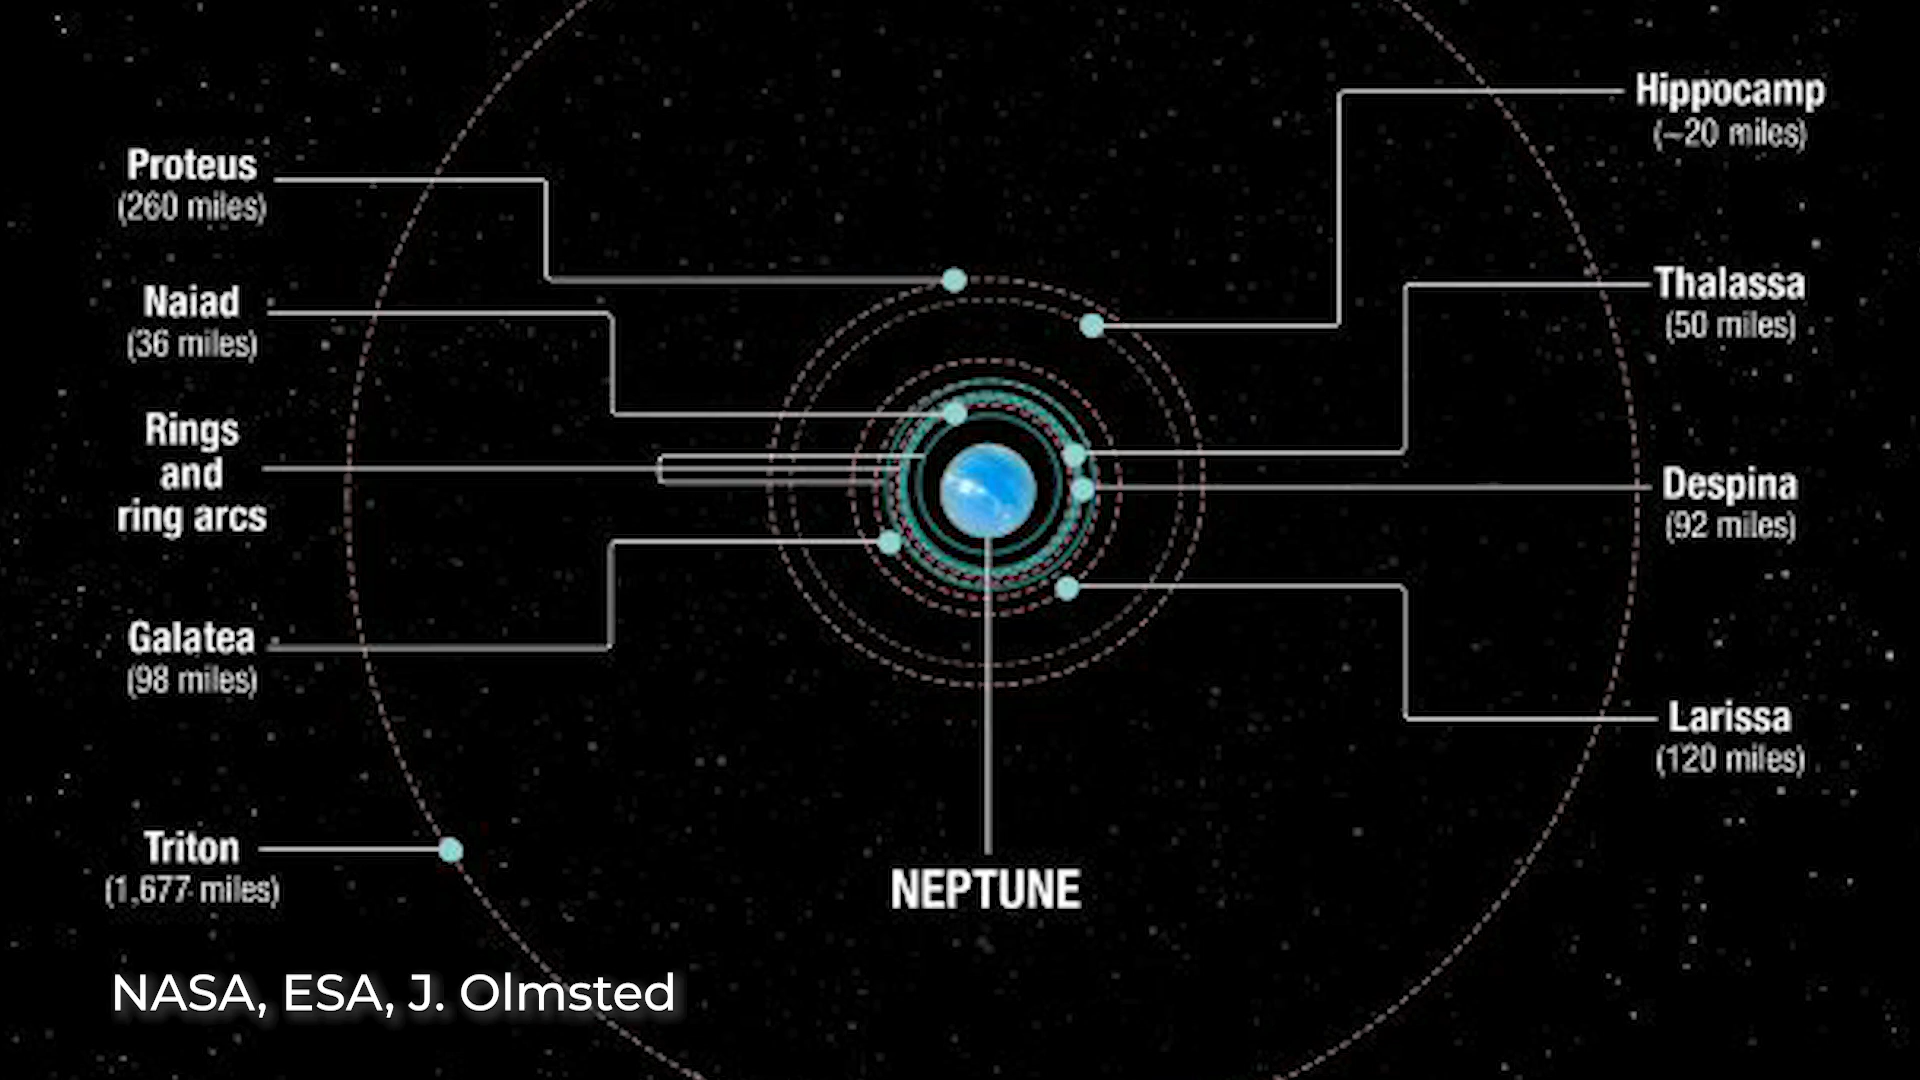 Proteus
(260 miles)
Naiad
(36 miles)
Rings
and
ring arcs
Galatea
(98 miles)
Triton
(1,677 miles)
Hippocamp
(~20 miles)
Thalassa
(50 miles)
Despina
(92 miles)
Larissa
(120 miles)
NEPTUNE
NASA, ESA, J. Olmsted